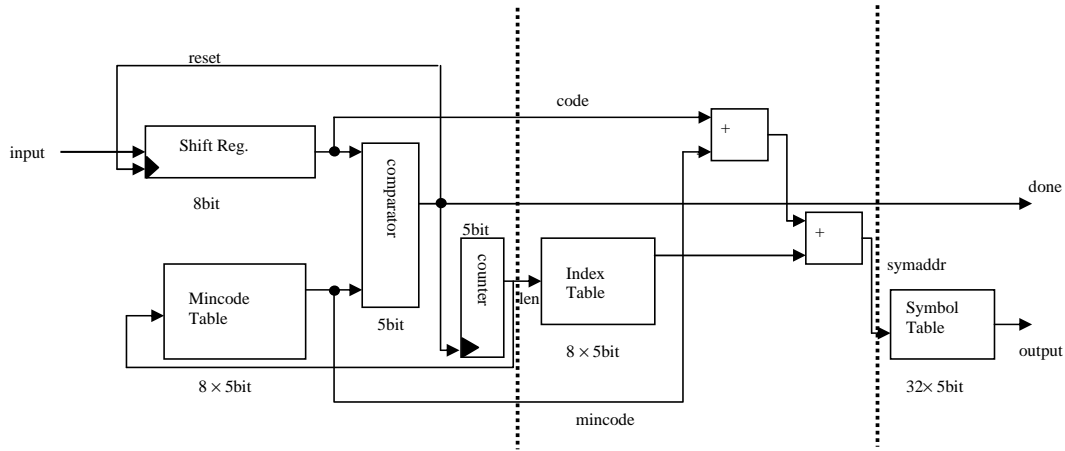 reset
code
input
Shift Reg.
+
8bit
comparator
done
5bit
+
counter
Index
Table
symaddr
Mincode
Table
len
Symbol
Table
5bit
8 × 5bit
output
8 × 5bit
32× 5bit
mincode